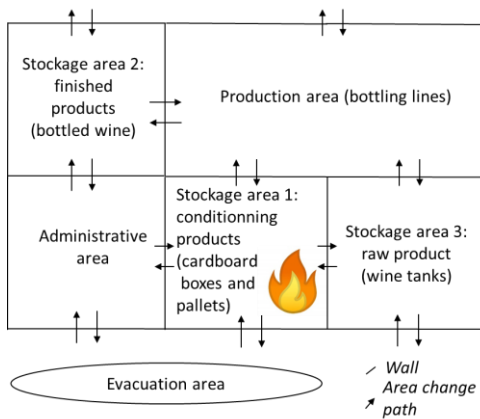 Stockage area 2:
finished
products
(bottled wine)
Production area (bottling lines)
Administrative
area
Stockage area 1:
conditionning
products
(cardboard
boxes and
pallets)
Stockage area 3:
raw product
(wine tanks)
Evacuation area
Wall
Area change
path